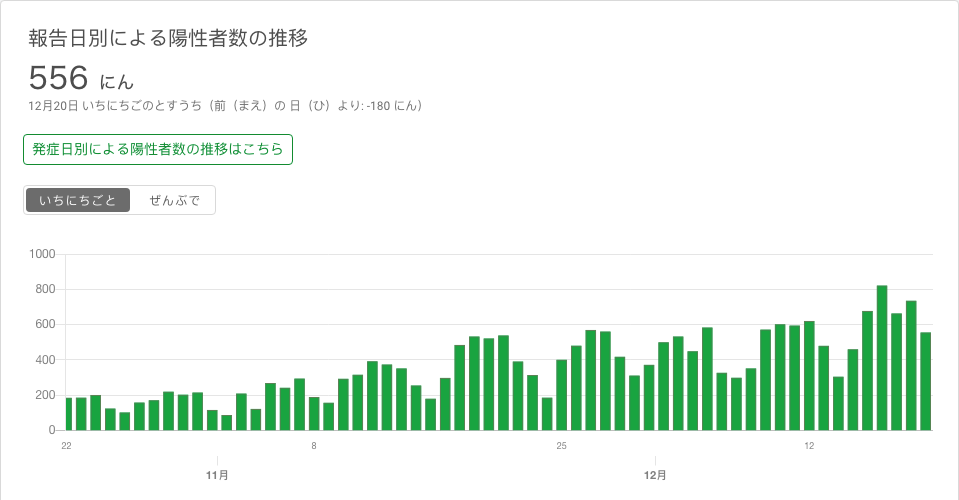 報告日別による陽性者数の推移
556 にん
12月20日 いちにちごのとすうち（前（まえ）の 日（ひ）より: -180 にん）
発症日別による陽性者数の推移はこちら
いちにちごと ぜんぶで
1000
800
600
400
200
0
22 8 25 12
11月 12月